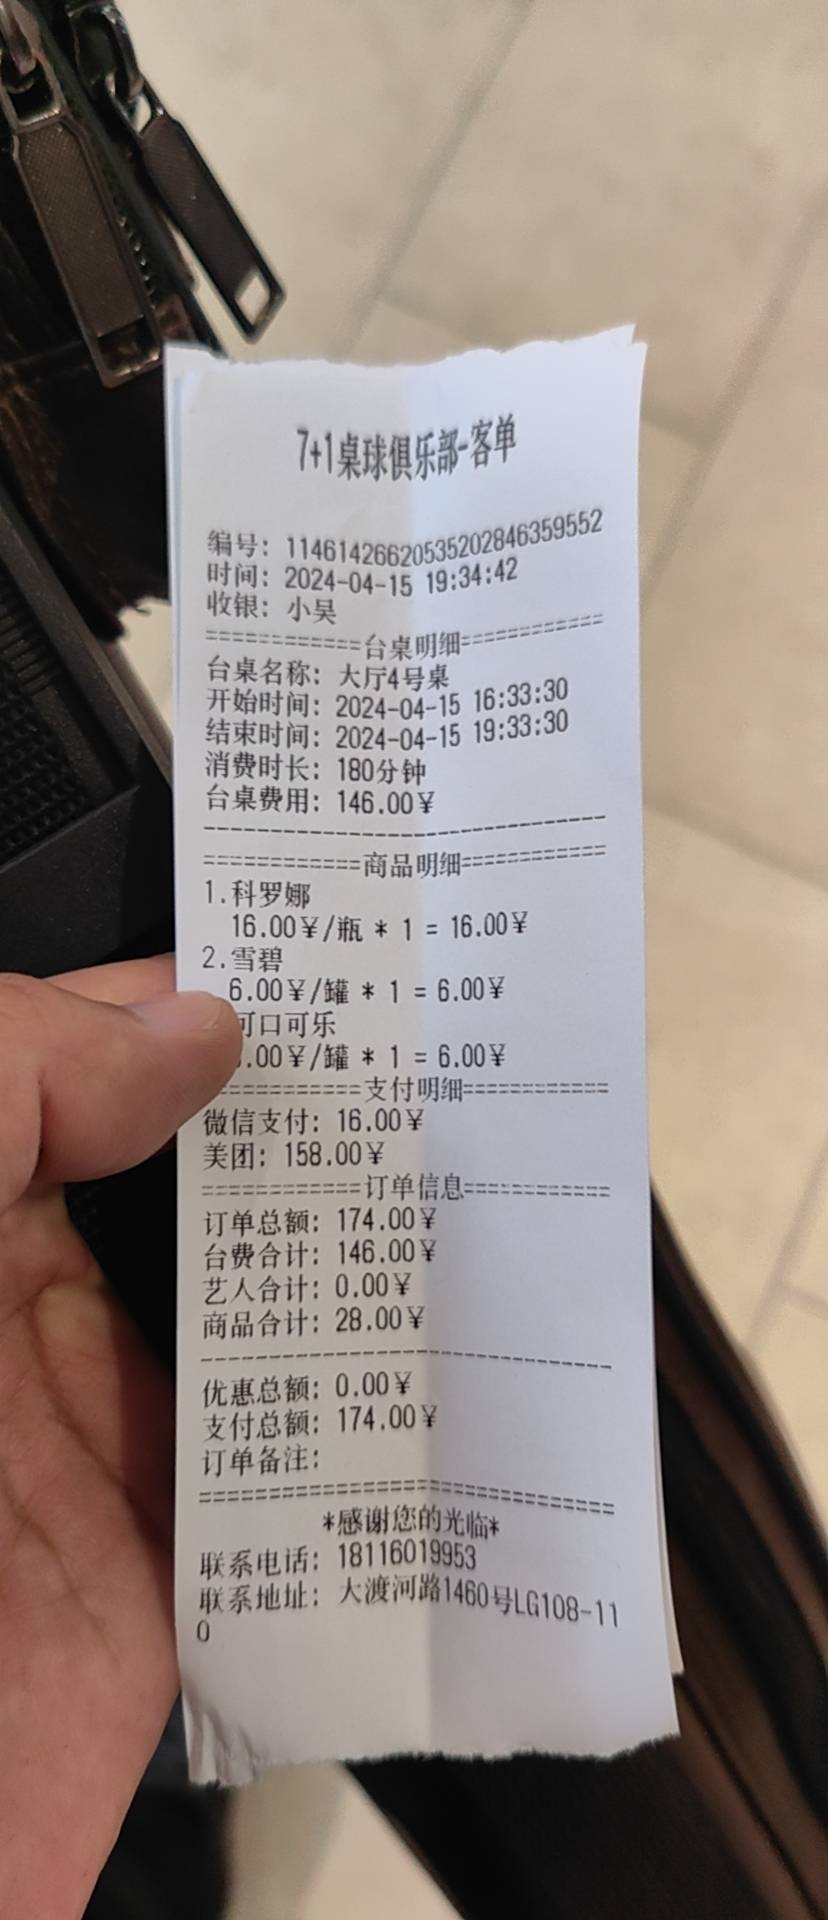 7+1桌球俱乐部-客单
编号: 1146142662053520284635​9552
时间: 2024-04-15 19:34:42
收银: 小昊
============台桌明细===========
台桌名称: 大厅4号桌
开始时间: 2024-04-15 16:33:30
结束时间: 2024-04-15 19:33:30
消费时长: 180分钟
台桌费用: 146.00¥
-------------------------------
============商品明细===========
1.科罗娜
16.00¥/瓶 * 1 = 16.00¥
2.雪碧
6.00¥/罐 * 1 = 6.00¥
可口可乐
.00¥/罐 * 1 = 6.00¥
===========支付明细===========
微信支付: 16.00¥
美团: 158.00¥
============订单信息===========
订单总额: 174.00¥
台费合计: 146.00¥
艺人合计: 0.00¥
商品合计: 28.00¥
-------------------------------
优惠总额: 0.00¥
支付总额: 174.00¥
订单备注:
===============================
*感谢您的光临*
联系电话: 18116019953
联系地址: 大渡河路1460号LG108-11
0